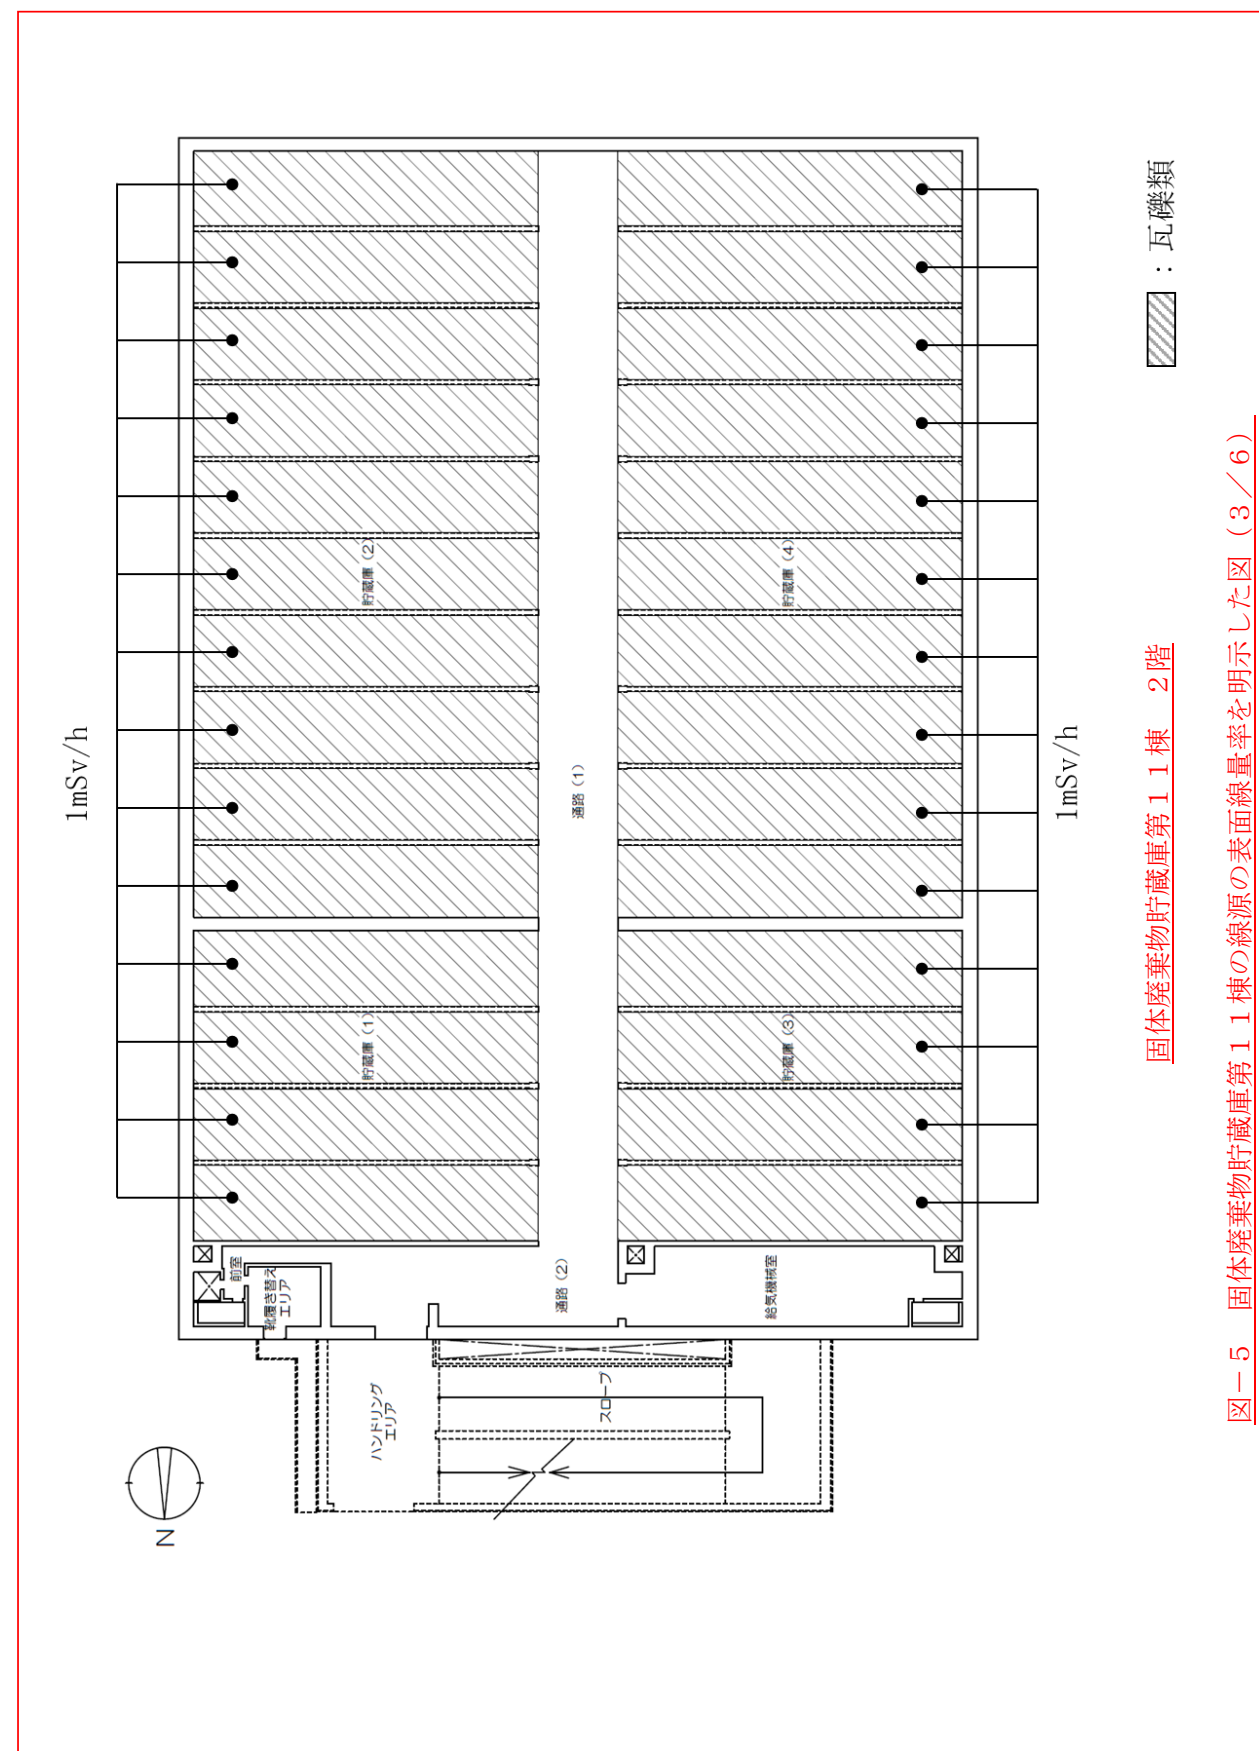 1mSv/h
貯蔵庫（1）
貯蔵庫（2）
前室
靴履き替え
エリア
ハンドリング
エリア
通路（2）
通路（1）
スロープ
給気機械室
貯蔵庫（3）
貯蔵庫（4）
N
1mSv/h
：瓦礫類
固体廃棄物貯蔵庫第１１棟　２階
図－５　固体廃棄物貯蔵庫第１１棟の線源の表面線量率を明示した図（３／６）